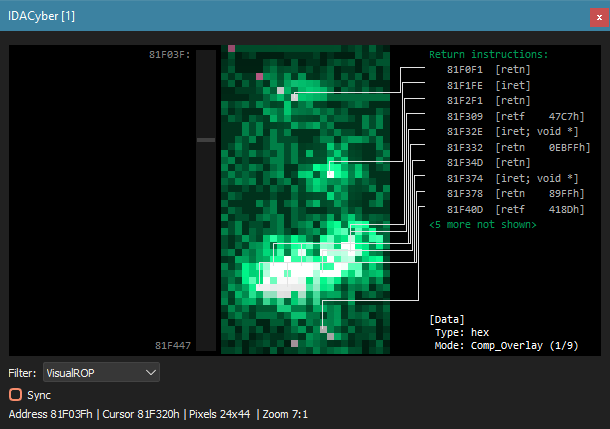 IDACyber [1]
x
81F03F:
Return instructions:
81F0F1 [retn]
81F1FE [iret]
81F2F1 [retn]
81F309 [retf 47C7h]
81F32E [iret; void *]
81F332 [retn 0EBFFh]
81F34D [retn]
81F374 [iret; void *]
81F378 [retn 89FFh]
81F40D [retf 418Dh]
<5 more not shown>
[Data]
Type: hex
81F447
Mode: Comp_Overlay (1/9)
Filter: VisualROP
Sync
Address 81F03Fh | Cursor 81F320h | Pixels 24x44 | Zoom 7:1